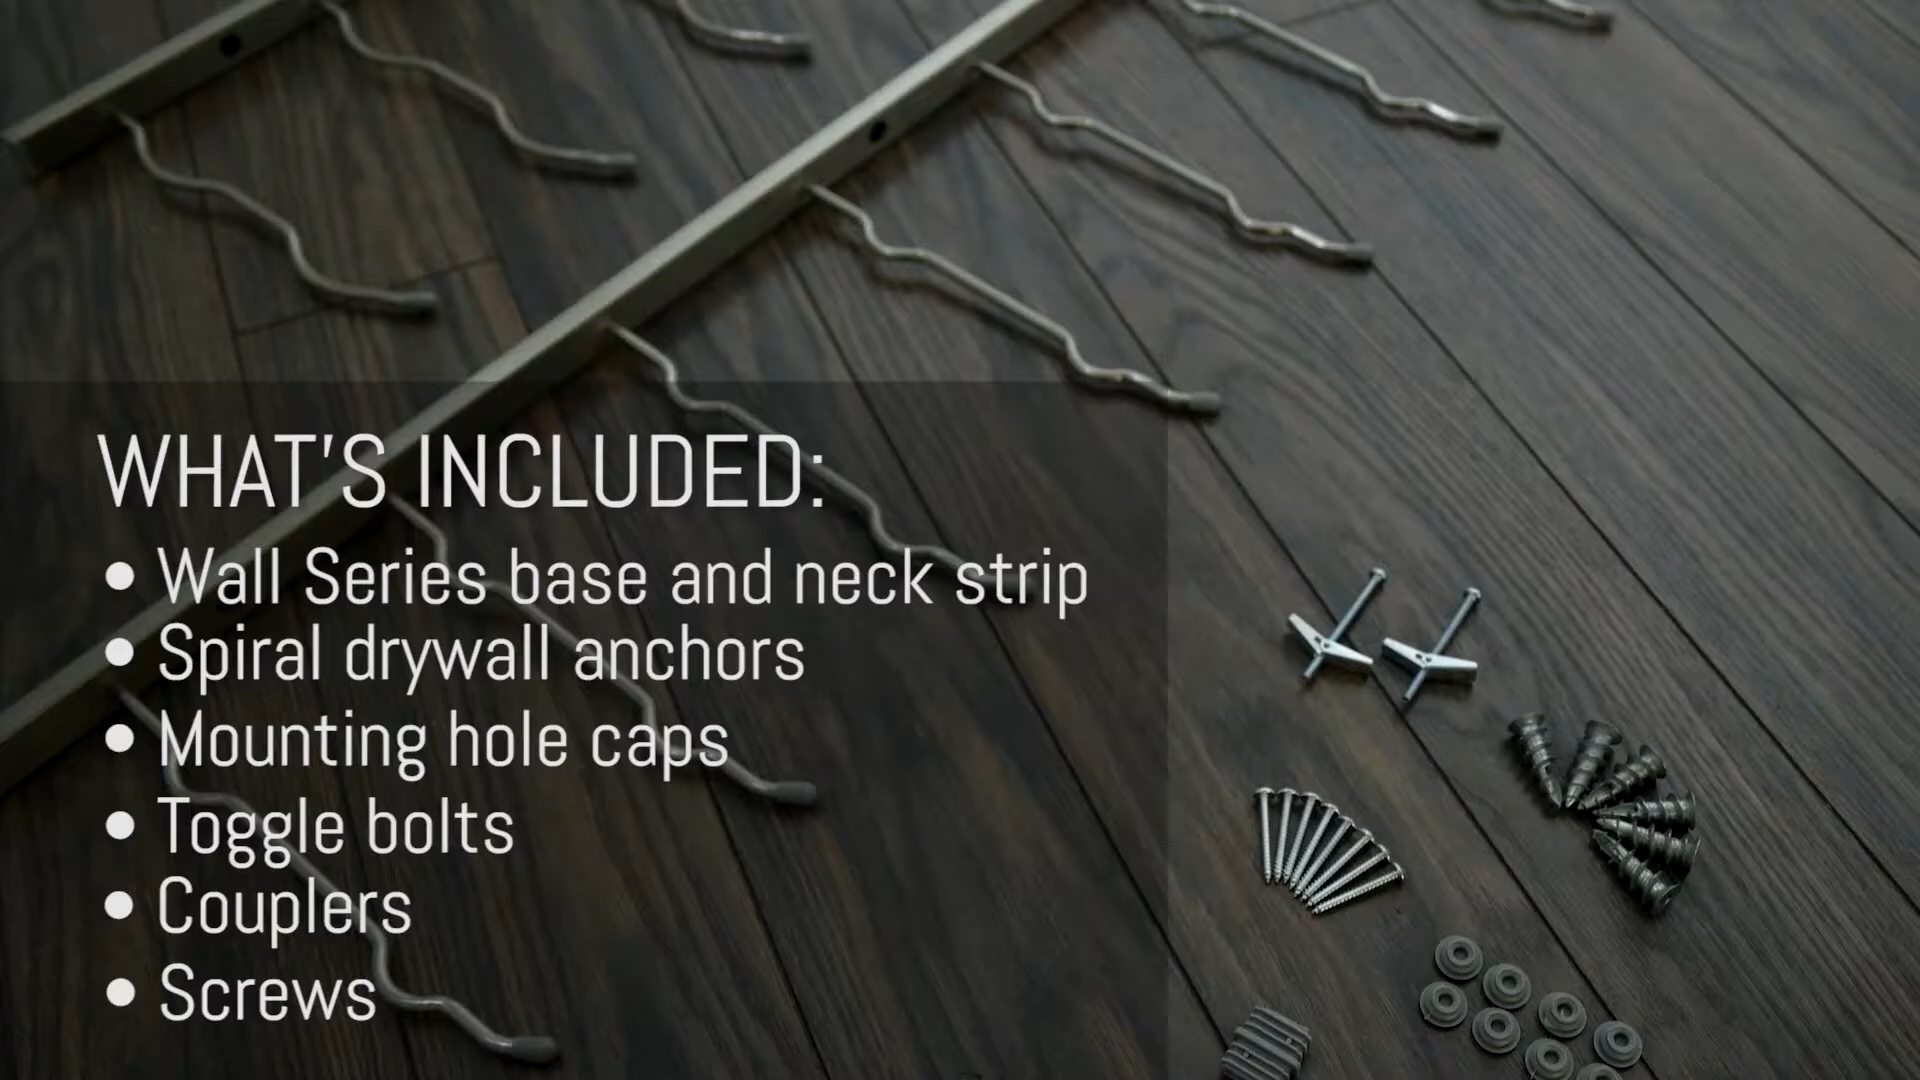 WHAT'S INCLUDED:
• Wall Series base and neck strip
• Spiral drywall anchors
• Mounting hole caps
• Toggle bolts
• Couplers
• Screws